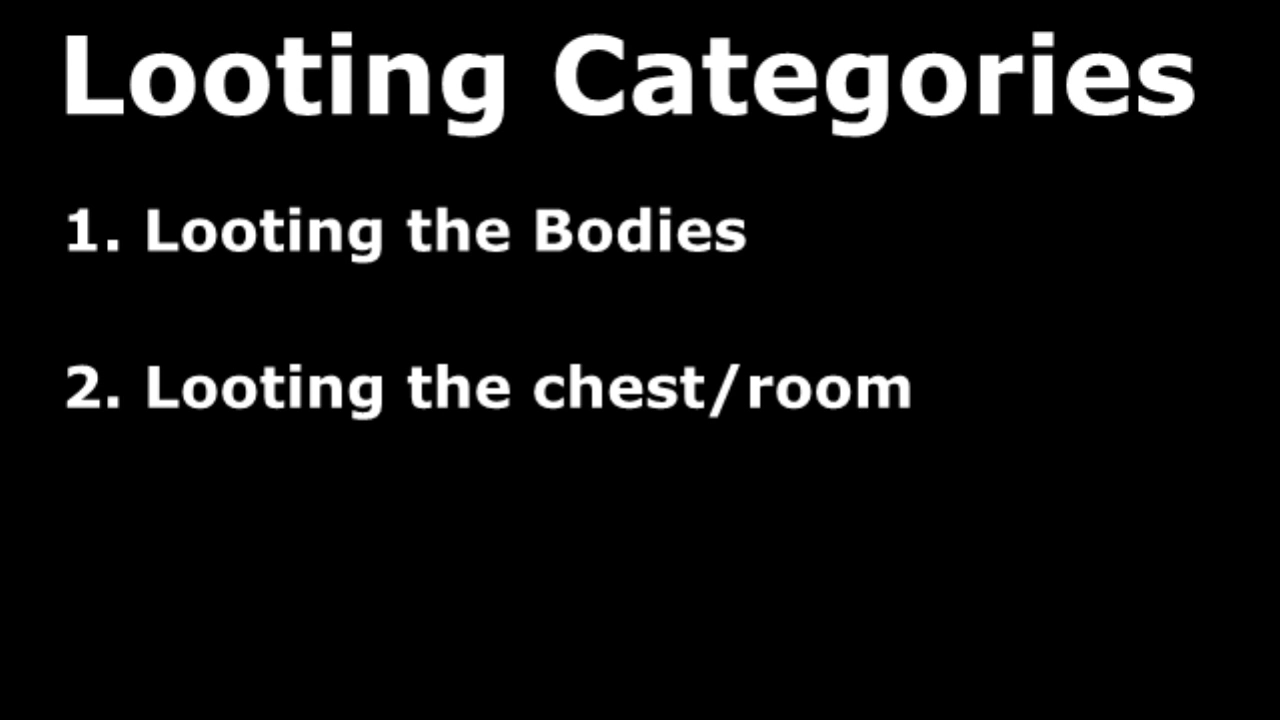 Looting Categories
1. Looting the Bodies
2. Looting the chest/room